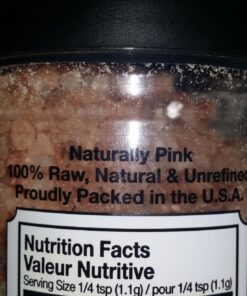 Naturally Pink
100% Raw, Natural & Unrefined
Proudly Packed in the U.S.A.
Nutrition Facts
Valeur Nutritive
Serving Size 1/4 tsp (1.1g) / pour 1/4 tsp (1.1g)